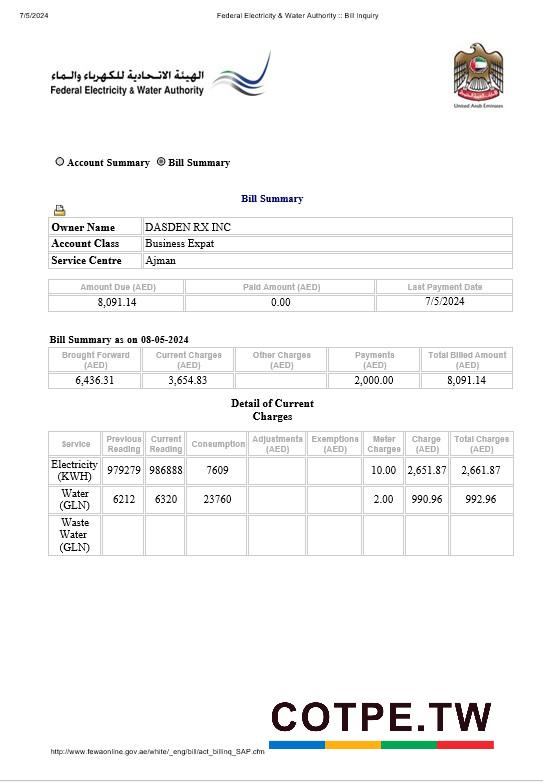 7/5/2024 Federal Electricity & Water Authority :: Bill Inquiry
الهيئة الاتحادية للكهرباء والماء
Federal Electricity & Water Authority
United Arab Emirates
Account Summary Bill Summary
Bill Summary
Owner Name DASDEN RX INC
Account Class Business Expat
Service Centre Ajman
Amount Due (AED) Paid Amount (AED) Last Payment Date
8,091.14 0.00 7/5/2024
Bill Summary as on 08-05-2024
Brought Forward (AED) Current Charges (AED) Other Charges (AED) Payments (AED) Total Billed Amount (AED)
6,436.31 3,654.83 2,000.00 8,091.14
Detail of Current
Charges
Service Previous Reading Current Reading Consumption Adjustments (AED) Exemptions (AED) Meter Charges Charge (AED) Total Charges (AED)
Electricity (KWH) 979279 986888 7609 10.00 2,651.87 2,661.87
Water (GLN) 6212 6320 23760 2.00 990.96 992.96
Waste Water (GLN)
COTPE.TW
http://www.fewaonline.gov.ae/white/_eng/bill/act_billinq_SAP.cfm